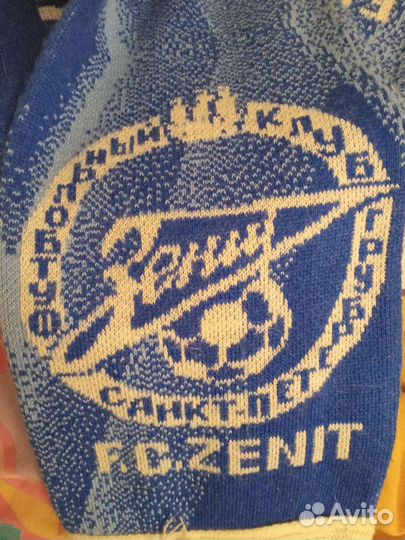 ФУТБОЛЬНЫЙ КЛУБ
Зенит
САНКТ-ПЕТЕРБУРГ
F.C. ZENIT
Avito